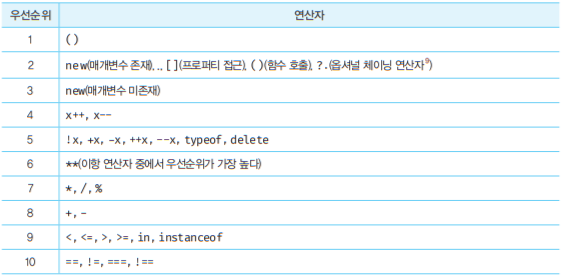 우선순위 연산자
1 ()
2 new(매개변수 존재), ., [](프로퍼티 접근), ()(함수 호출), ?.(옵셔널 체이닝 연산자9)
3 new(매개변수 미존재)
4 x++, x--
5 !x, +x, -x, ++x, --x, typeof, delete
6 **(이항 연산자 중에서 우선순위가 가장 높다)
7 *, /, %
8 +, -
9 <, <=, >, >=, in, instanceof
10 ==, !=, ===, !==